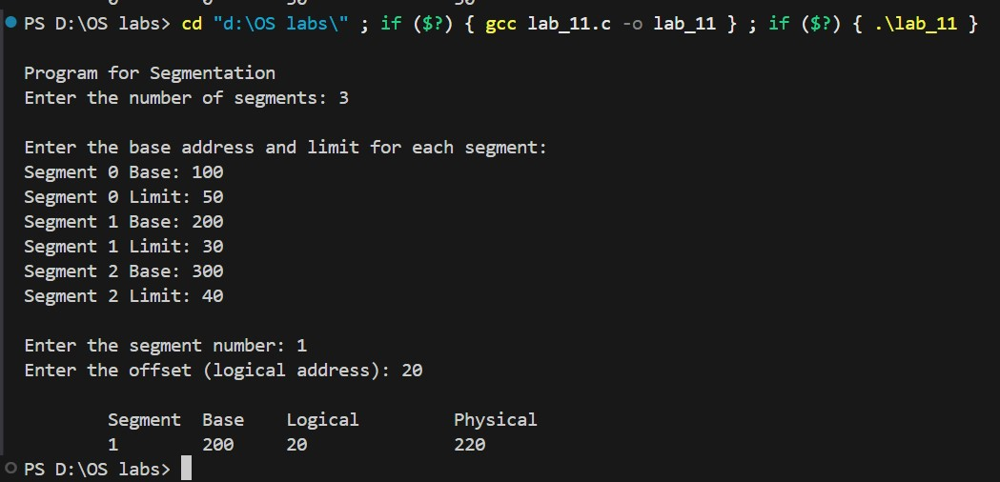 PS D:\OS labs> cd "d:\OS labs\" ; if ($?) { gcc lab_11.c -o lab_11 } ; if ($?) { .\lab_11 }
Program for Segmentation
Enter the number of segments: 3
Enter the base address and limit for each segment:
Segment 0 Base: 100
Segment 0 Limit: 50
Segment 1 Base: 200
Segment 1 Limit: 30
Segment 2 Base: 300
Segment 2 Limit: 40
Enter the segment number: 1
Enter the offset (logical address): 20
Segment Base Logical Physical
1 200 20 220
PS D:\OS labs>